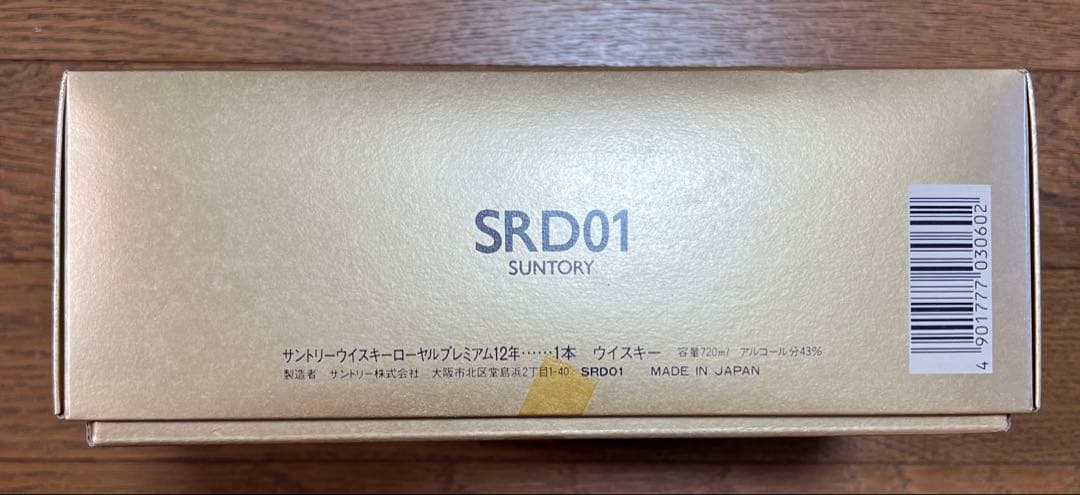 SRD01
SUNTORY
サントリーウイスキーローヤルプレミアム12年……1本 ウイスキー 容量720ml アルコール分43%
製造者 サントリー株式会社 大阪市北区堂島浜2丁目1-40 SRD01 MADE IN JAPAN
4 901777 030602